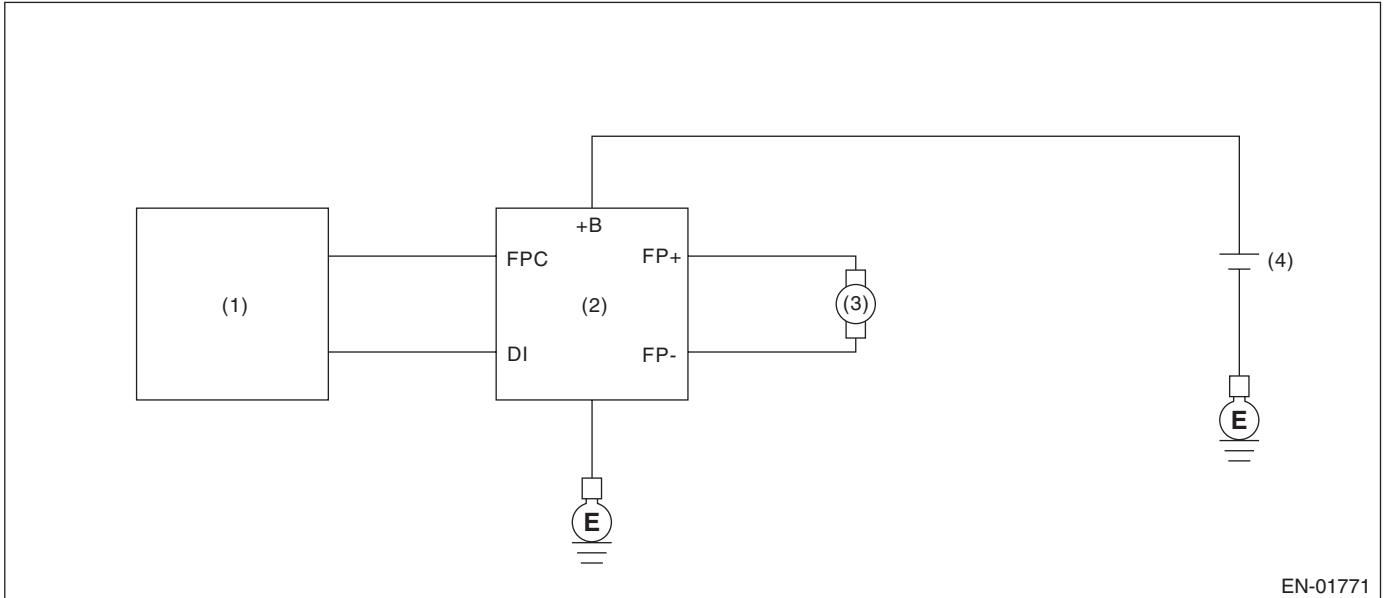 +B
FPC
FP+
(1)
(2)
(3)
(4)
DI
FP-
E
E
EN-01771